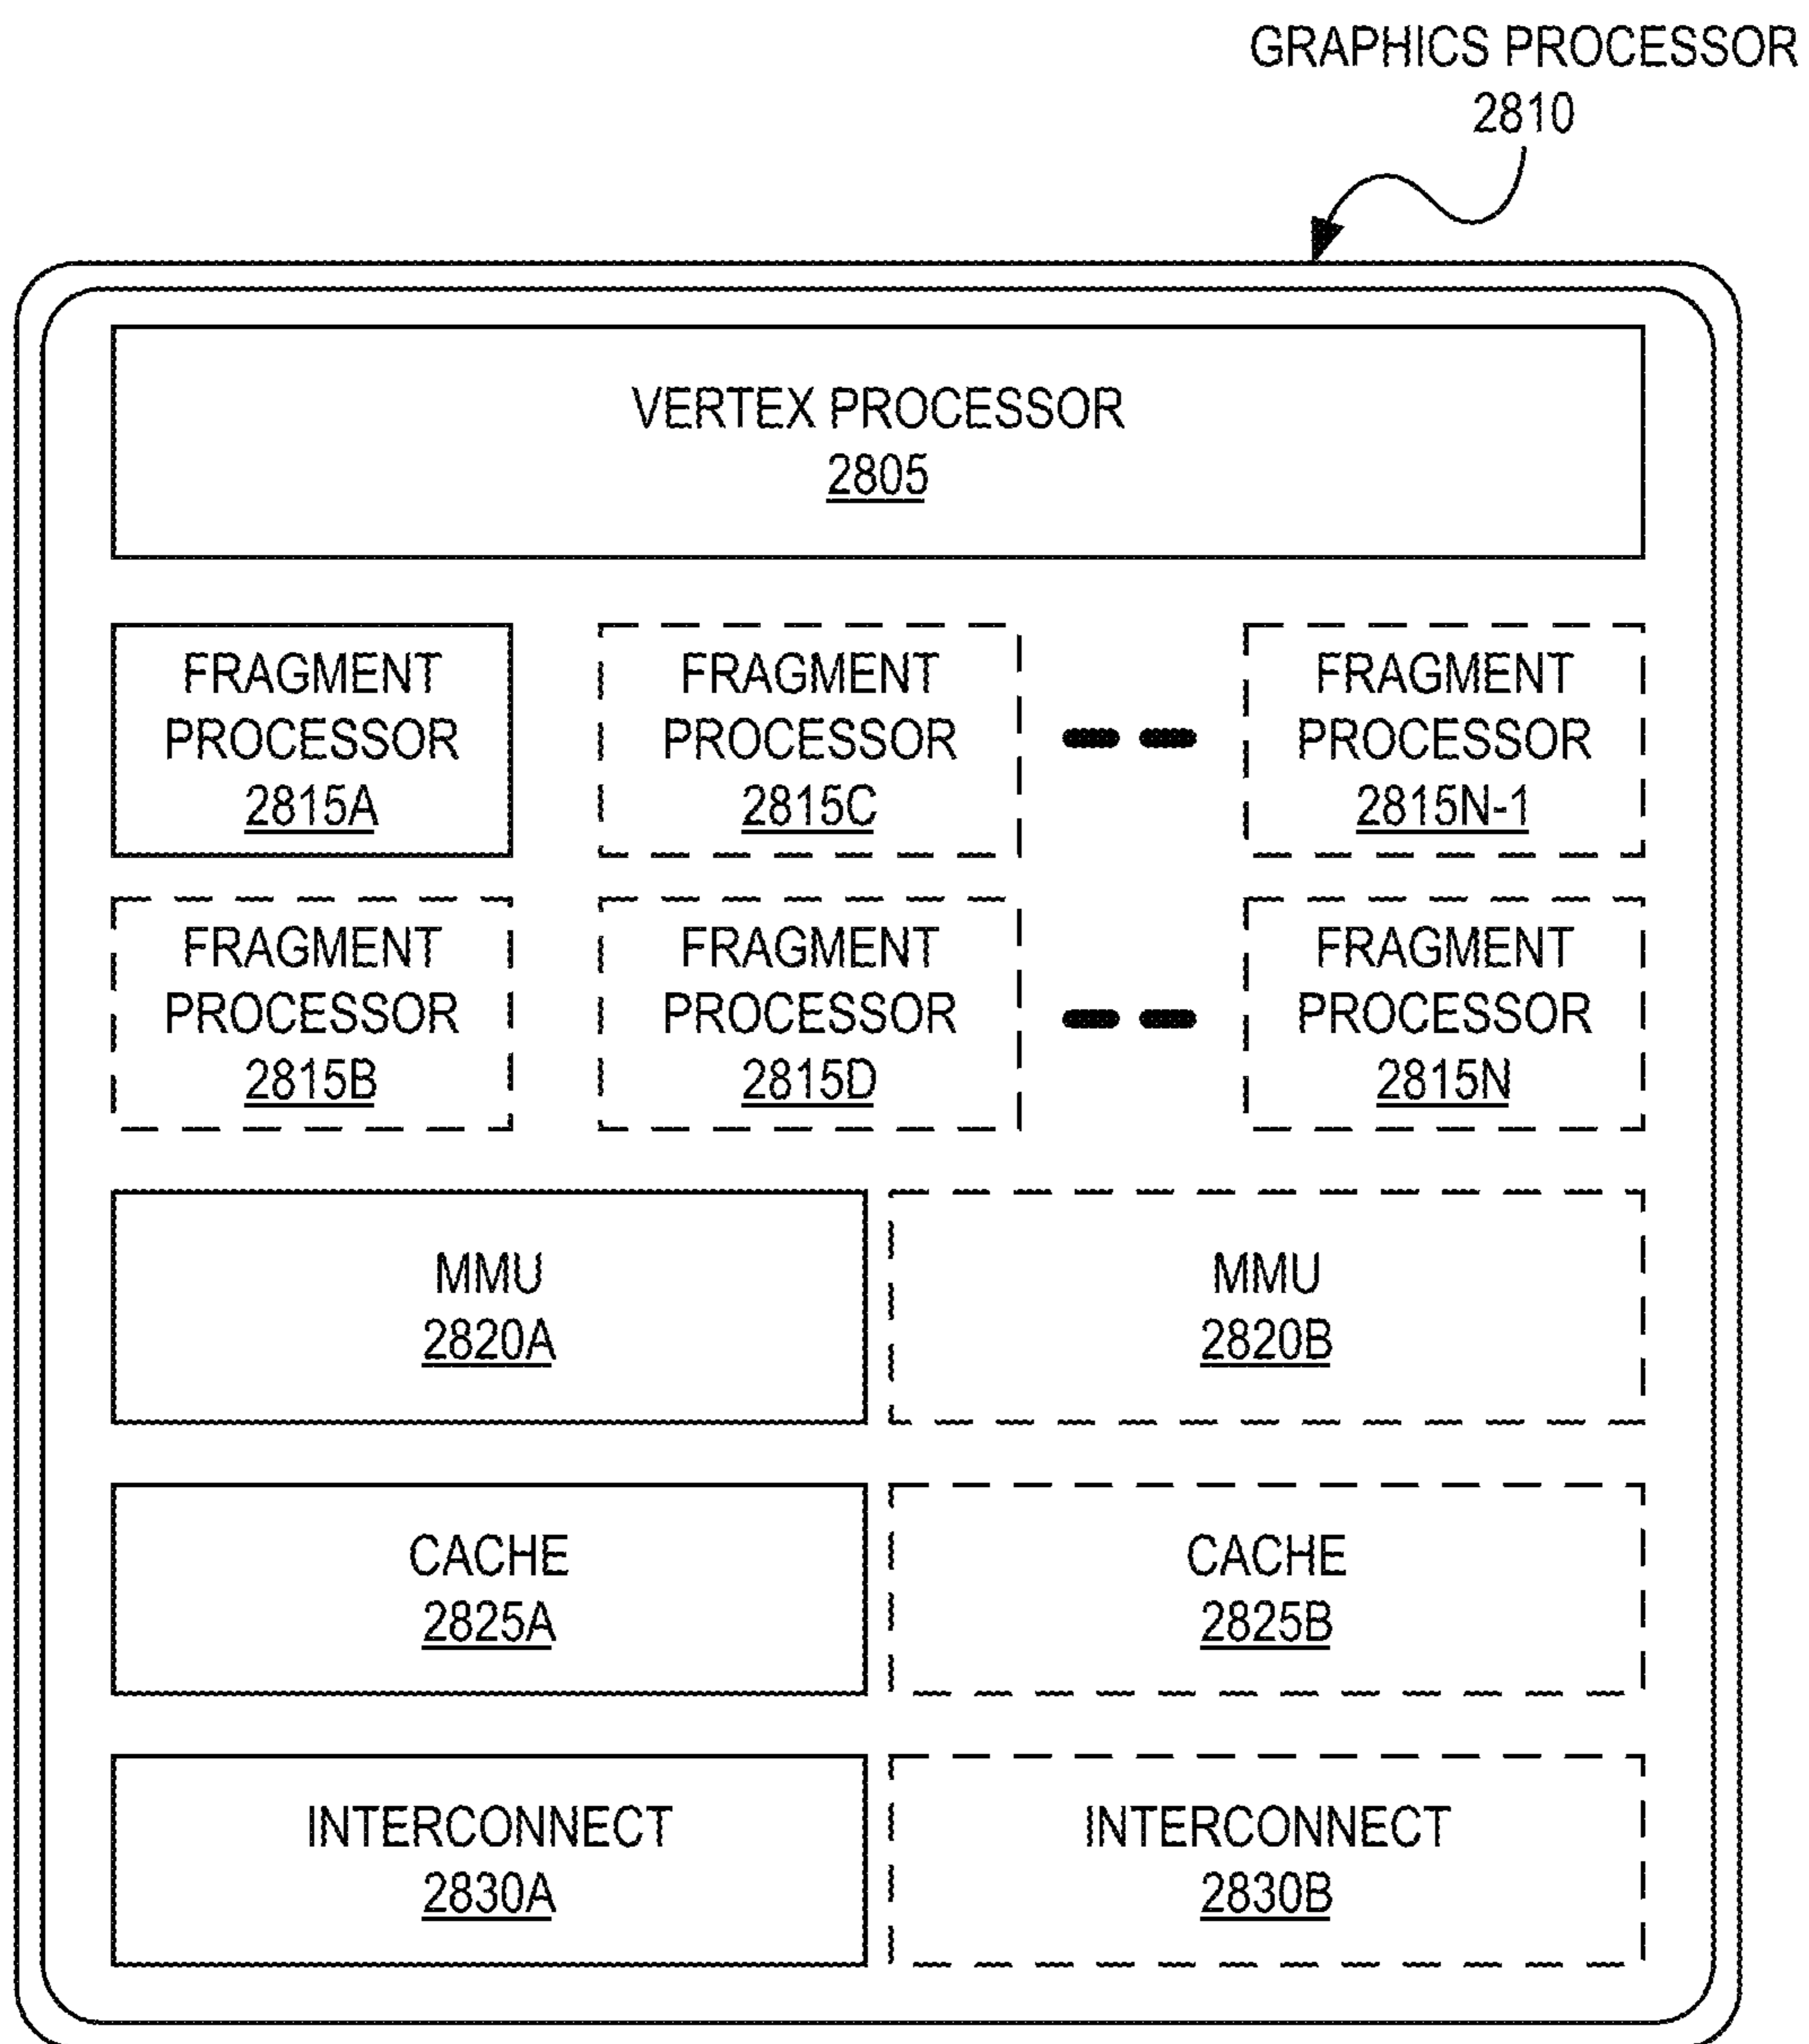 GRAPHICS PROCESSOR
2810
VERTEX PROCESSOR
2805
FRAGMENT
PROCESSOR
2815A
FRAGMENT
PROCESSOR
2815C
FRAGMENT
PROCESSOR
2815N-1
FRAGMENT
PROCESSOR
2815B
FRAGMENT
PROCESSOR
2815D
FRAGMENT
PROCESSOR
2815N
MMU
2820A
MMU
2820B
CACHE
2825A
CACHE
2825B
INTERCONNECT
2830A
INTERCONNECT
2830B